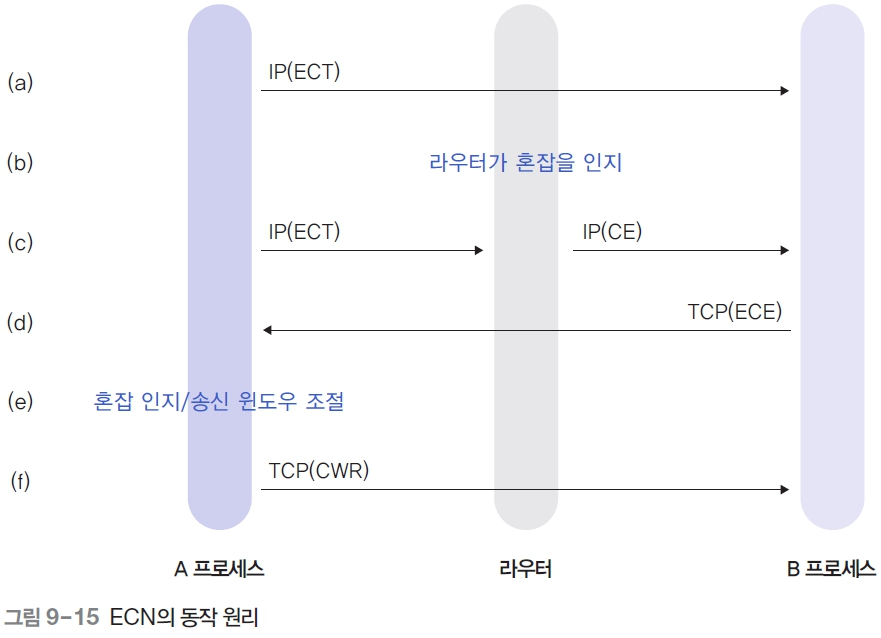 (a) IP(ECT)
(b) 라우터가 혼잡을 인지
(c) IP(ECT) IP(CE)
(d) TCP(ECE)
(e) 혼잡 인지/송신 윈도우 조절
(f) TCP(CWR)
A 프로세스 라우터 B 프로세스
그림 9-15 ECN의 동작 원리